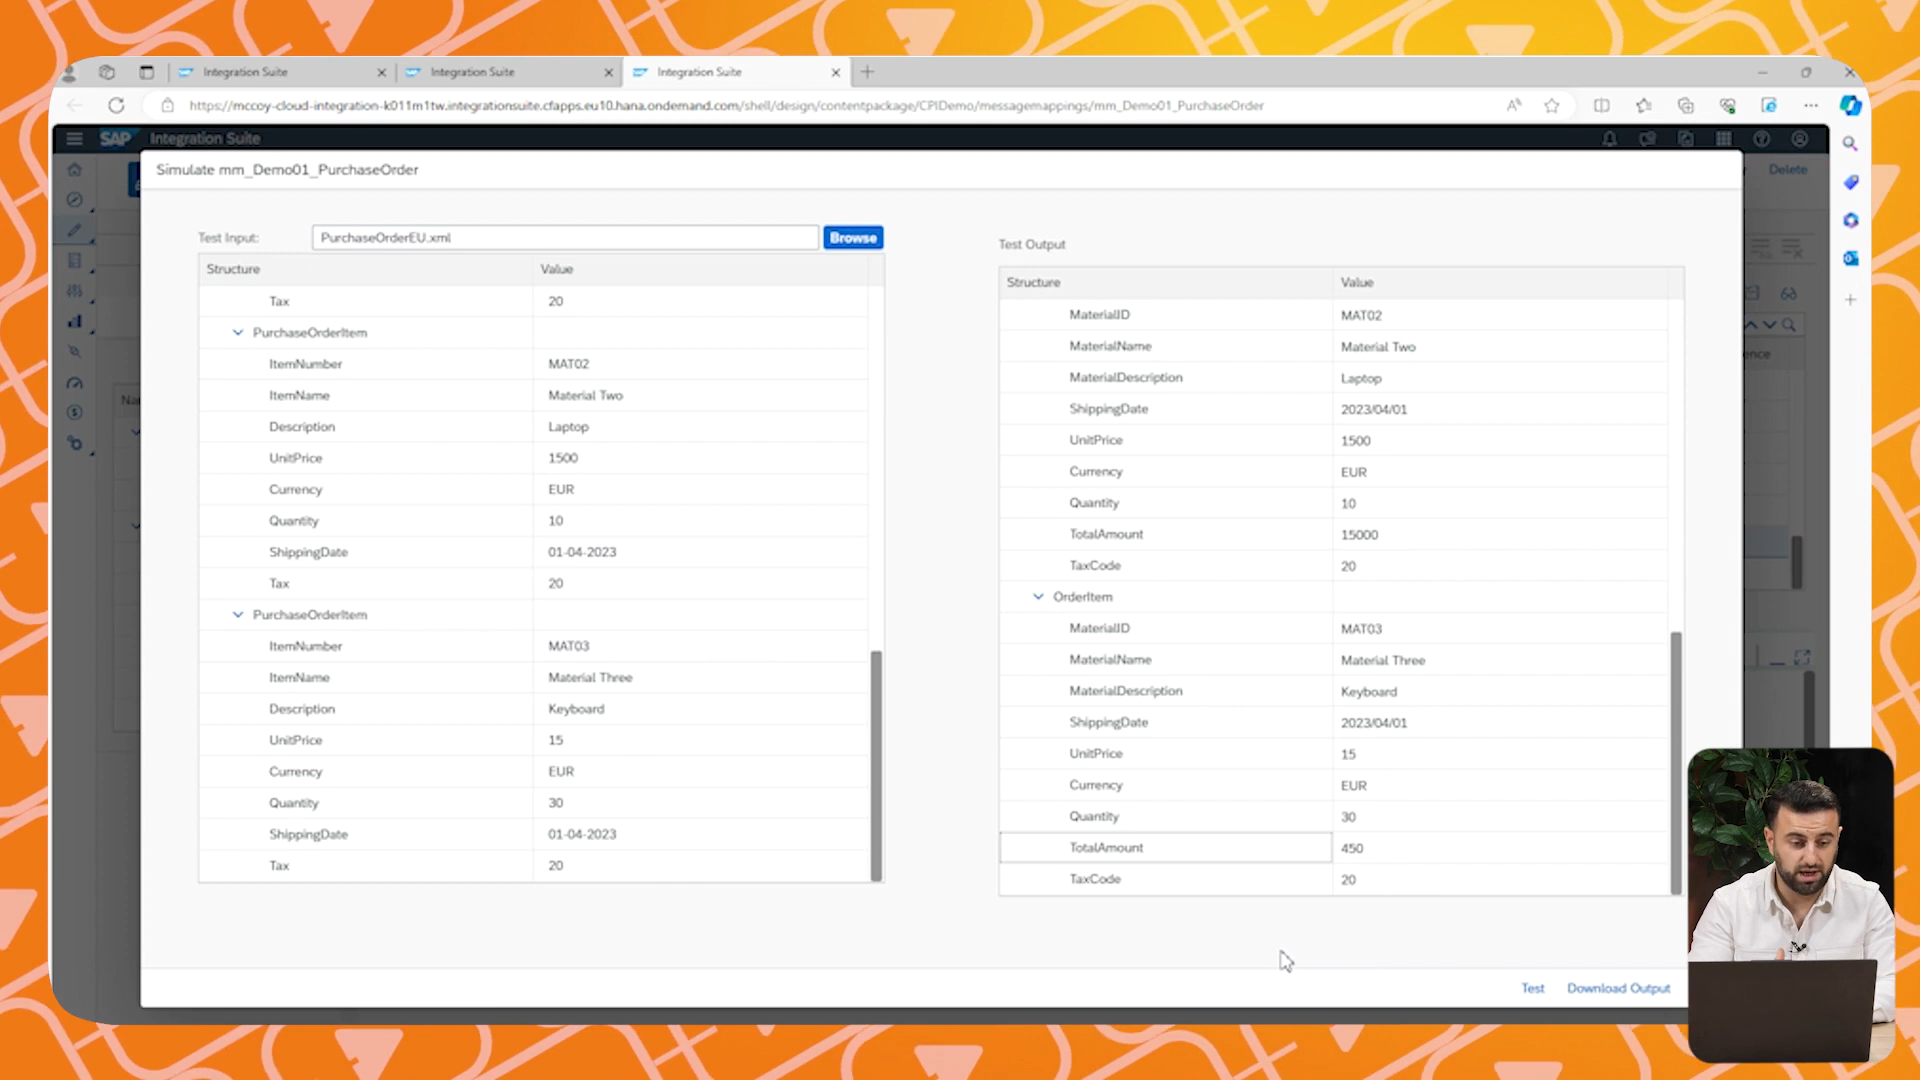 Integration Suite
Integration Suite
Integration Suite
https://mccoy-cloud-integration-k011m1tw.integrationsuite.cfapps.eu10.hana.ondemand.com/shell/design/contentpackage/CPIDemo/messagemappings/mm_Demo01_PurchaseOrder
SAP Integration Suite
Simulate mm_Demo01_PurchaseOrder
Delete
Test Input: PurchaseOrderEU.xml Browse
Structure Value
Tax 20
PurchaseOrderItem
ItemNumber MAT02
ItemName Material Two
Description Laptop
UnitPrice 1500
Currency EUR
Quantity 10
ShippingDate 01-04-2023
Tax 20
PurchaseOrderItem
ItemNumber MAT03
ItemName Material Three
Description Keyboard
UnitPrice 15
Currency EUR
Quantity 30
ShippingDate 01-04-2023
Tax 20
Test Output
Structure Value
MaterialID MAT02
MaterialName Material Two
MaterialDescription Laptop
ShippingDate 2023/04/01
UnitPrice 1500
Currency EUR
Quantity 10
TotalAmount 15000
TaxCode 20
OrderItem
MaterialID MAT03
MaterialName Material Three
MaterialDescription Keyboard
ShippingDate 2023/04/01
UnitPrice 15
Currency EUR
Quantity 30
TotalAmount 450
TaxCode 20
Test Download Output